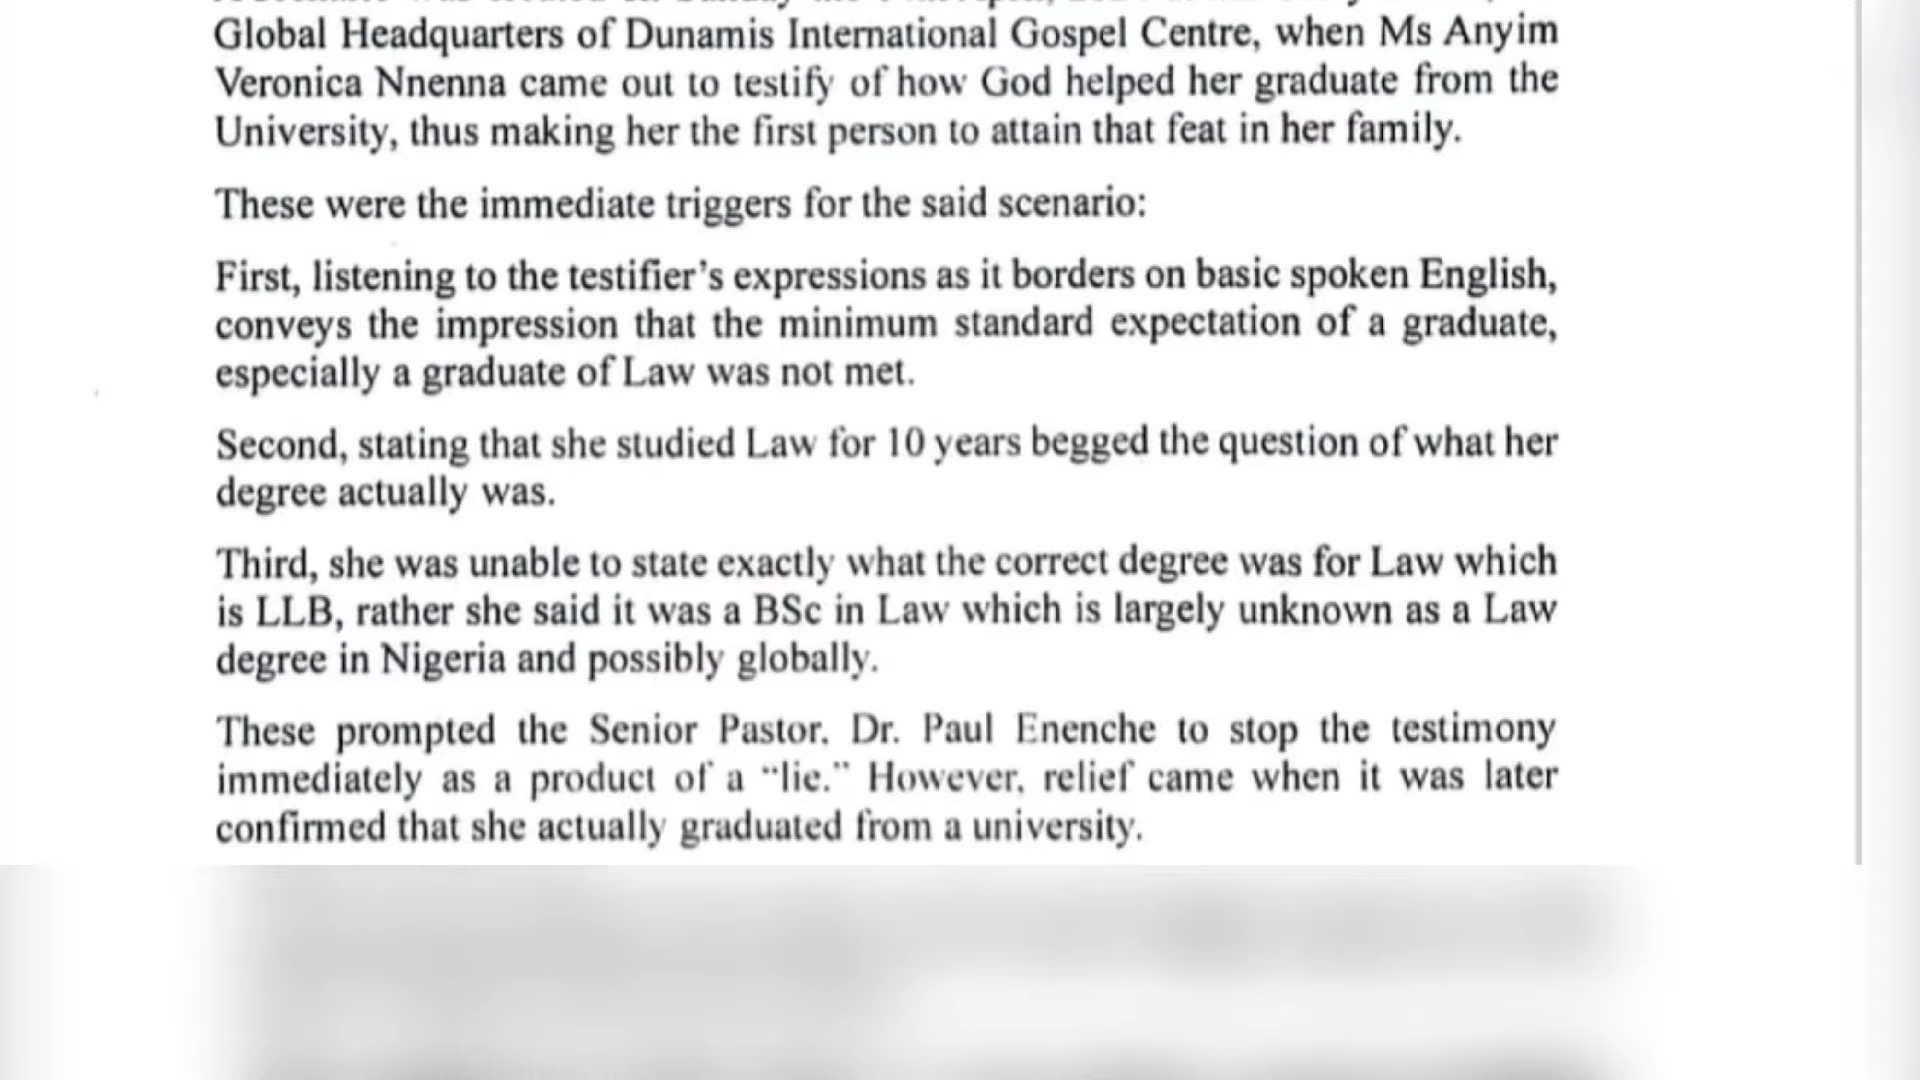 Global Headquarters of Dunamis International Gospel Centre, when Ms Anyim
Veronica Nnenna came out to testify of how God helped her graduate from the
University, thus making her the first person to attain that feat in her family.
These were the immediate triggers for the said scenario:
First, listening to the testifier’s expressions as it borders on basic spoken English,
conveys the impression that the minimum standard expectation of a graduate,
especially a graduate of Law was not met.
Second, stating that she studied Law for 10 years begged the question of what her
degree actually was.
Third, she was unable to state exactly what the correct degree was for Law which
is LLB, rather she said it was a BSc in Law which is largely unknown as a Law
degree in Nigeria and possibly globally.
These prompted the Senior Pastor. Dr. Paul Enenche to stop the testimony
immediately as a product of a “lie.” However, relief came when it was later
confirmed that she actually graduated from a university.